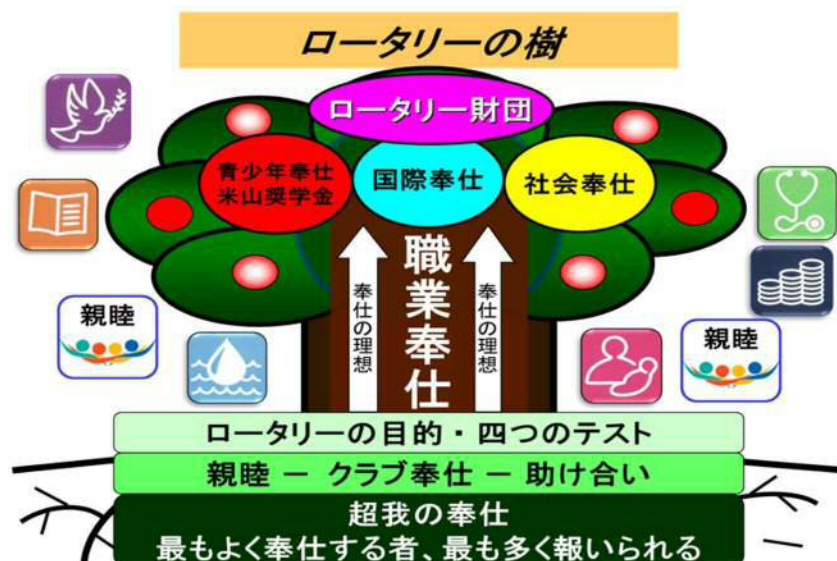 ロータリーの樹
ロータリー財団
青少年奉仕
米山奨学金
国際奉仕
社会奉仕
職業奉仕
奉仕の理想
奉仕の理想
親睦
親睦
ロータリーの目的・四つのテスト
親睦 － クラブ奉仕 － 助け合い
超我の奉仕
最もよく奉仕する者、最も多く報いられる